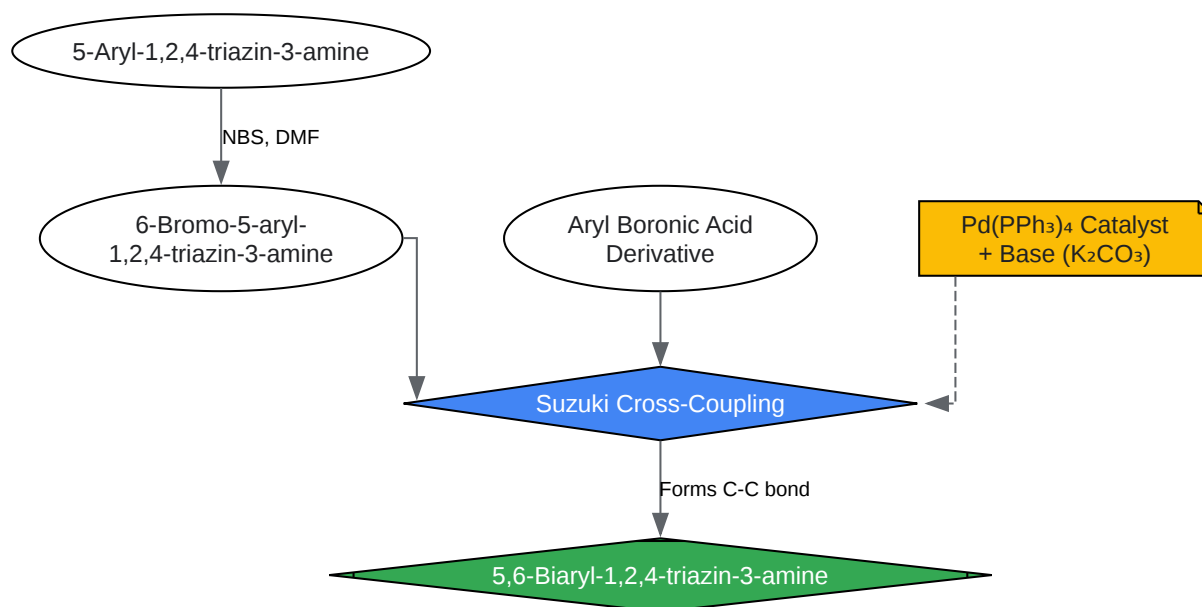 5-Aryl-1,2,4-triazin-3-amine
NBS, DMF
6-Bromo-5-aryl-
1,2,4-triazin-3-amine
Aryl Boronic Acid
Derivative
Pd(PPh₃)₄ Catalyst
+ Base (K₂CO₃)
Suzuki Cross-Coupling
Forms C-C bond
5,6-Biaryl-1,2,4-triazin-3-amine